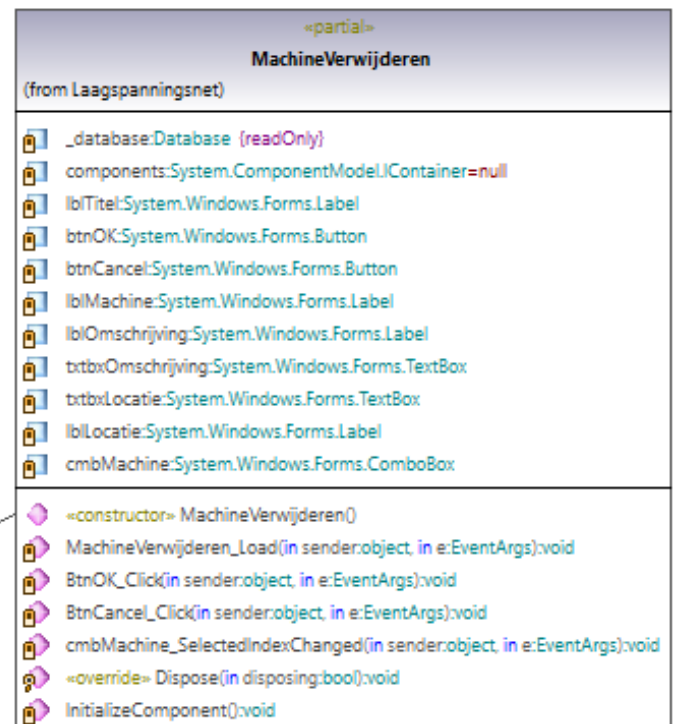 «partial»
MachineVerwijderen
(from Laagspanningsnet)
_database:Database {readOnly}
components:System.ComponentModel.IContainer=null
lblTitel:System.Windows.Forms.Label
btnOK:System.Windows.Forms.Button
btnCancel:System.Windows.Forms.Button
lblMachine:System.Windows.Forms.Label
lblOmschrijving:System.Windows.Forms.Label
txtbxOmschrijving:System.Windows.Forms.TextBox
txtbxLocatie:System.Windows.Forms.TextBox
lblLocatie:System.Windows.Forms.Label
cmbMachine:System.Windows.Forms.ComboBox
«constructor» MachineVerwijderen()
MachineVerwijderen_Load(in sender:object, in e:EventArgs):void
BtnOK_Click(in sender:object, in e:EventArgs):void
BtnCancel_Click(in sender:object, in e:EventArgs):void
cmbMachine_SelectedIndexChanged(in sender:object, in e:EventArgs):void
«override» Dispose(in disposing:bool):void
InitializeComponent():void